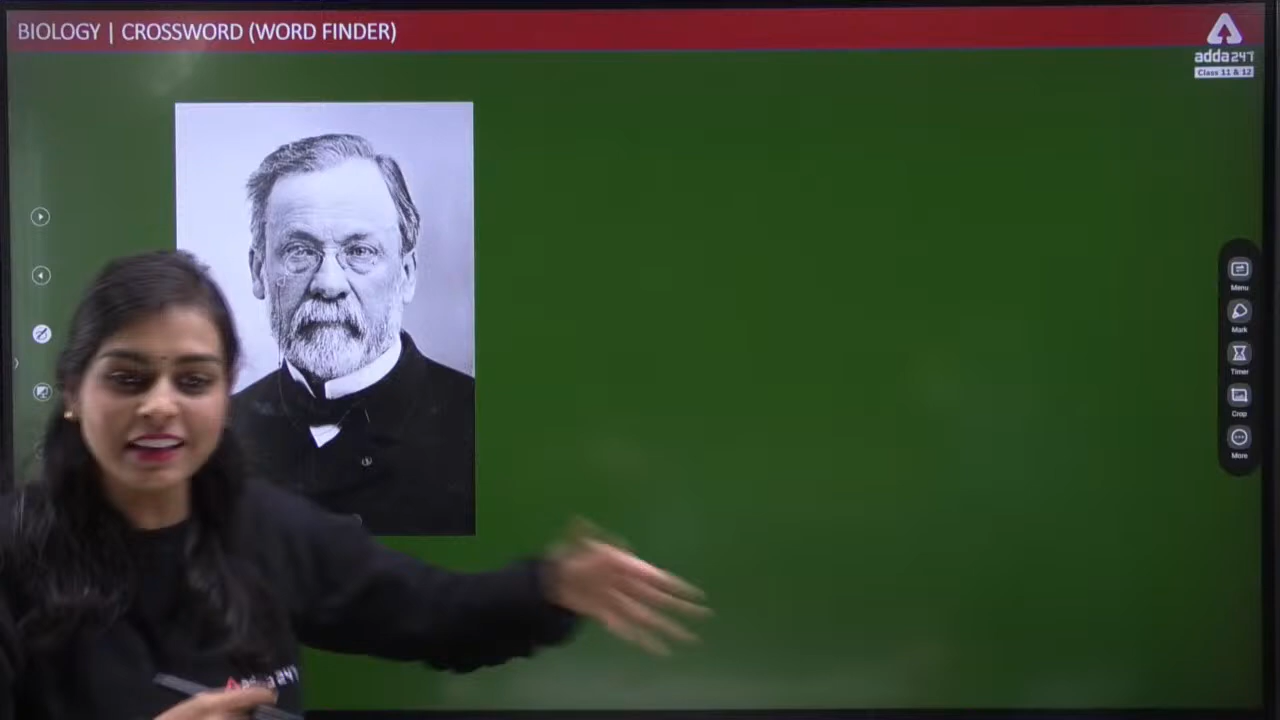 BIOLOGY | CROSSWORD (WORD FINDER)
adda247
Class 11 & 12
Menu
Mark
Timer
Crop
More